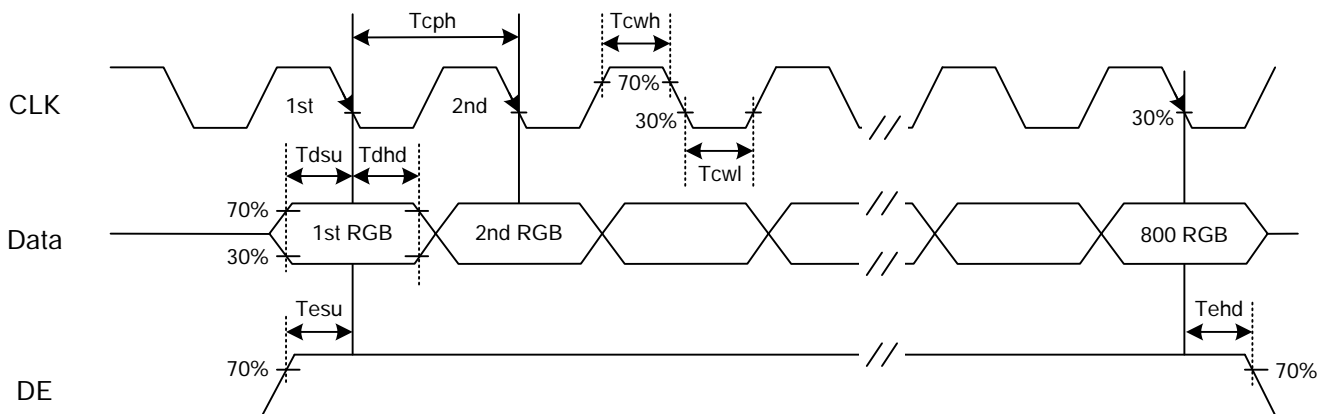 Tcph Tcwh
CLK 1st 2nd 70% 30% 30%
Tdsu Tdhd Tcwl
70%
Data 1st RGB 2nd RGB 800 RGB
30%
Tesu Tehd
70% 70%
DE